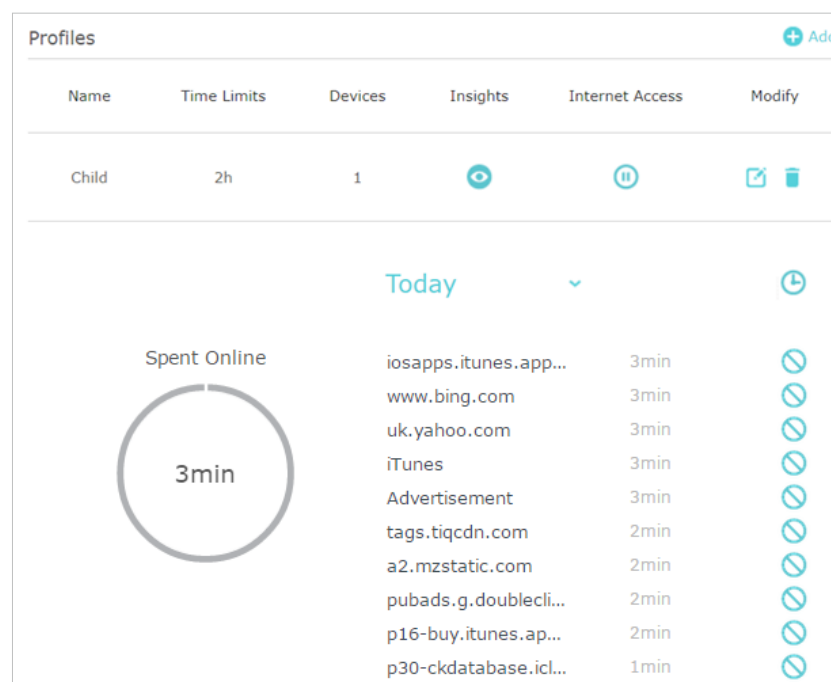 Profiles
Add
Name Time Limits Devices Insights Internet Access Modify
Child 2h 1
Today
Spent Online
3min
iosapps.itunes.app... 3min
www.bing.com 3min
uk.yahoo.com 3min
iTunes 3min
Advertisement 3min
tags.tiqcdn.com 2min
a2.mzstatic.com 2min
pubads.g.doublecli... 2min
p16-buy.itunes.ap... 2min
p30-ckdatabase.icl... 1min